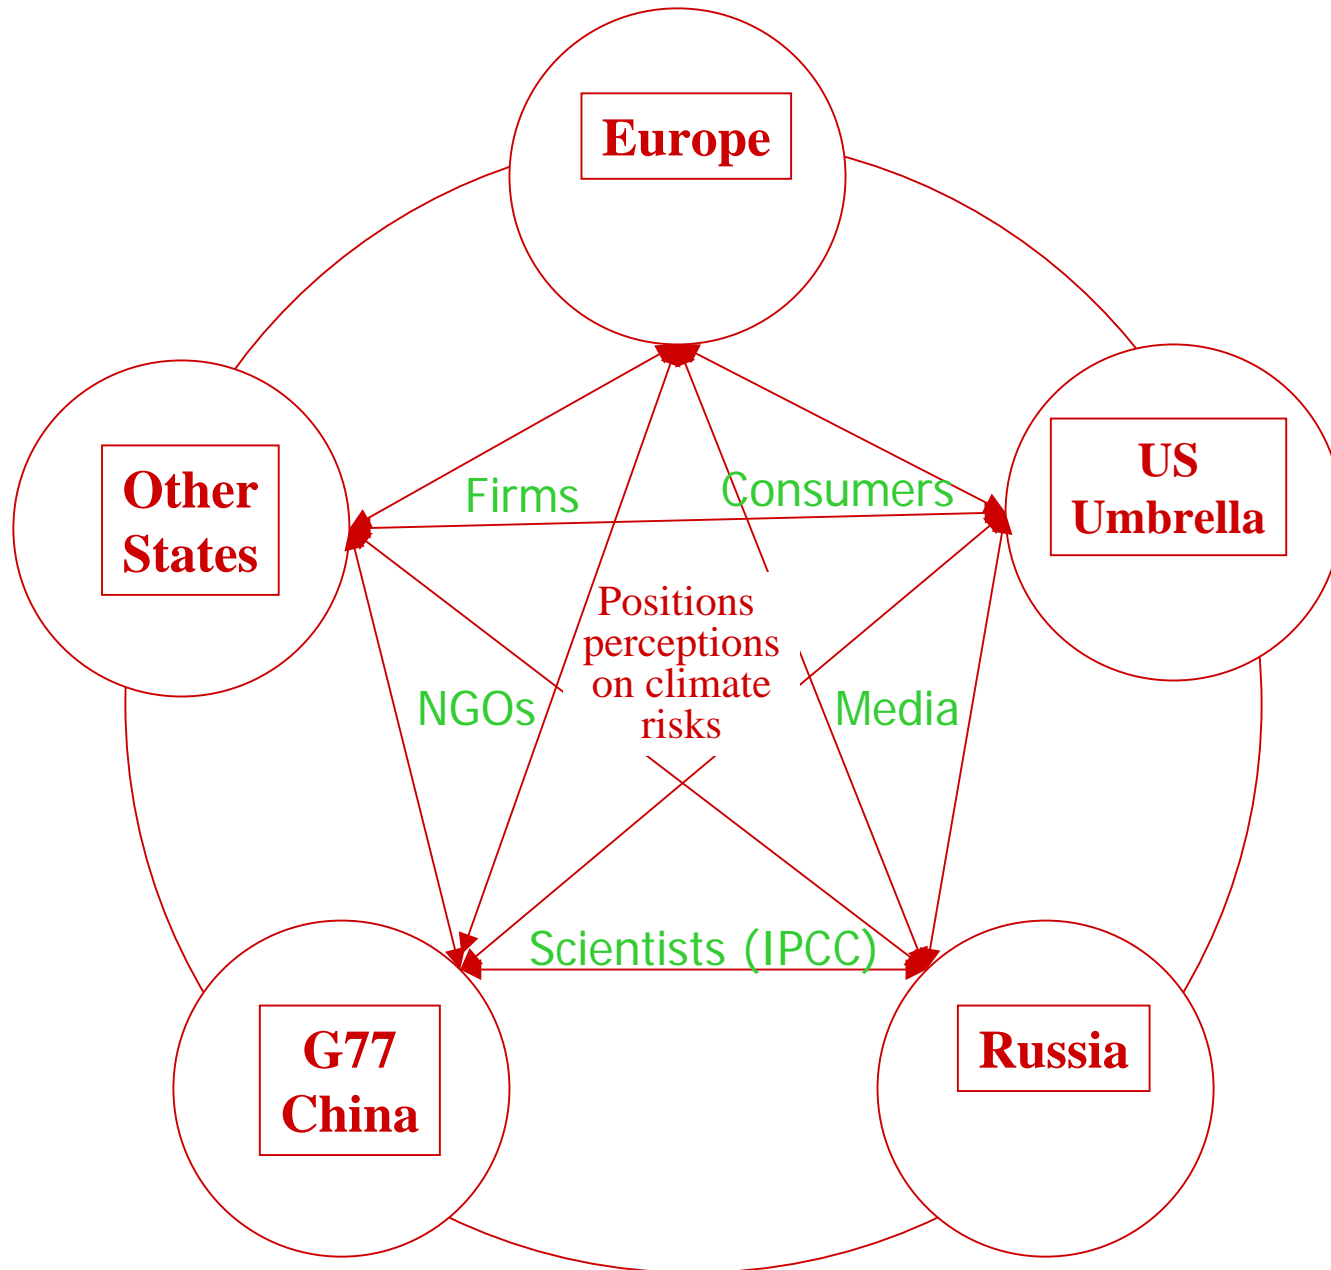 Europe
Other
States
US
Umbrella
Firms
Consumers
Positions
perceptions
on climate
risks
NGOs
Media
Scientists (IPCC)
G77
China
Russia